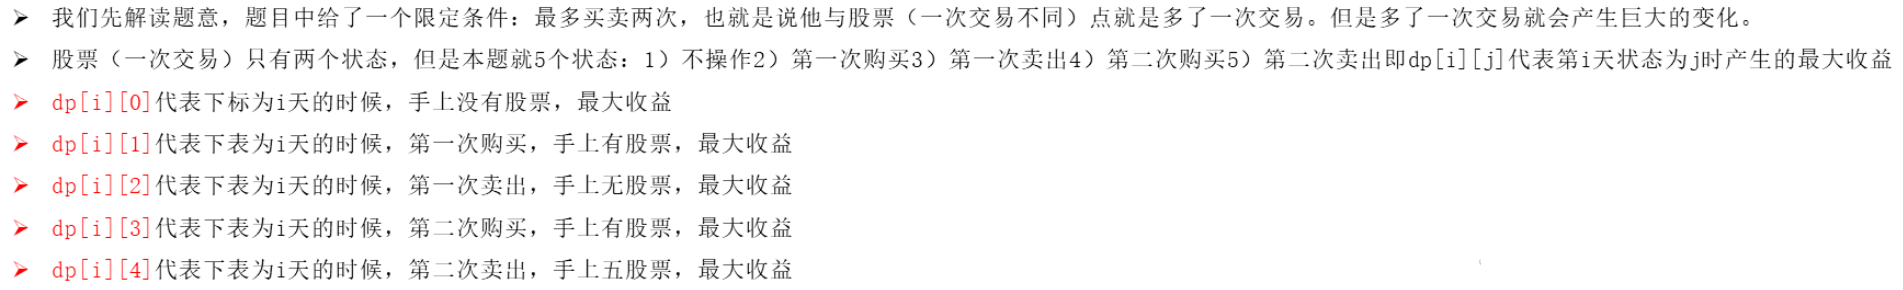 ➢ 我们先解读题意，题目中给了一个限定条件：最多买卖两次，也就是说他与股票（一次交易不同）点就是多了一次交易。但是多了一次交易就会产生巨大的变化。
➢ 股票（一次交易）只有两个状态，但是本题就5个状态：1）不操作2）第一次购买3）第一次卖出4）第二次购买5）第二次卖出即dp[i][j]代表第i天状态为j时产生的最大收益
➢ dp[i][0]代表下标为i天的时候，手上没有股票，最大收益
➢ dp[i][1]代表下表为i天的时候，第一次购买，手上有股票，最大收益
➢ dp[i][2]代表下表为i天的时候，第一次卖出，手上无股票，最大收益
➢ dp[i][3]代表下表为i天的时候，第二次购买，手上有股票，最大收益
➢ dp[i][4]代表下表为i天的时候，第二次卖出，手上五股票，最大收益